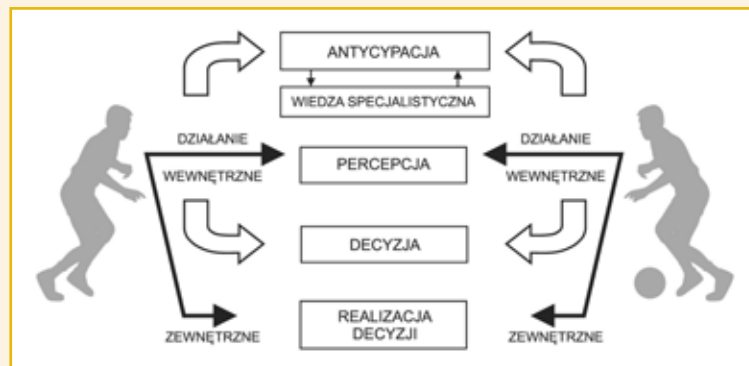 ANTYCYPACJA
WIEDZA SPECJALISTYCZNA
DZIAŁANIE
DZIAŁANIE
PERCEPCJA
WEWNĘTRZNE
WEWNĘTRZNE
DECYZJA
REALIZACJA
DECYZJI
ZEWNĘTRZNE
ZEWNĘTRZNE